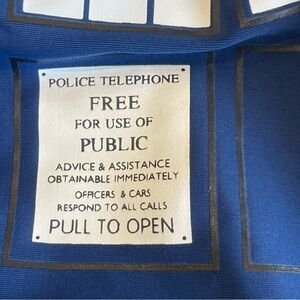 POLICE TELEPHONE
FREE
FOR USE OF
PUBLIC
ADVICE & ASSISTANCE
OBTAINABLE IMMEDIATELY
OFFICERS & CARS
RESPOND TO ALL CALLS
PULL TO OPEN